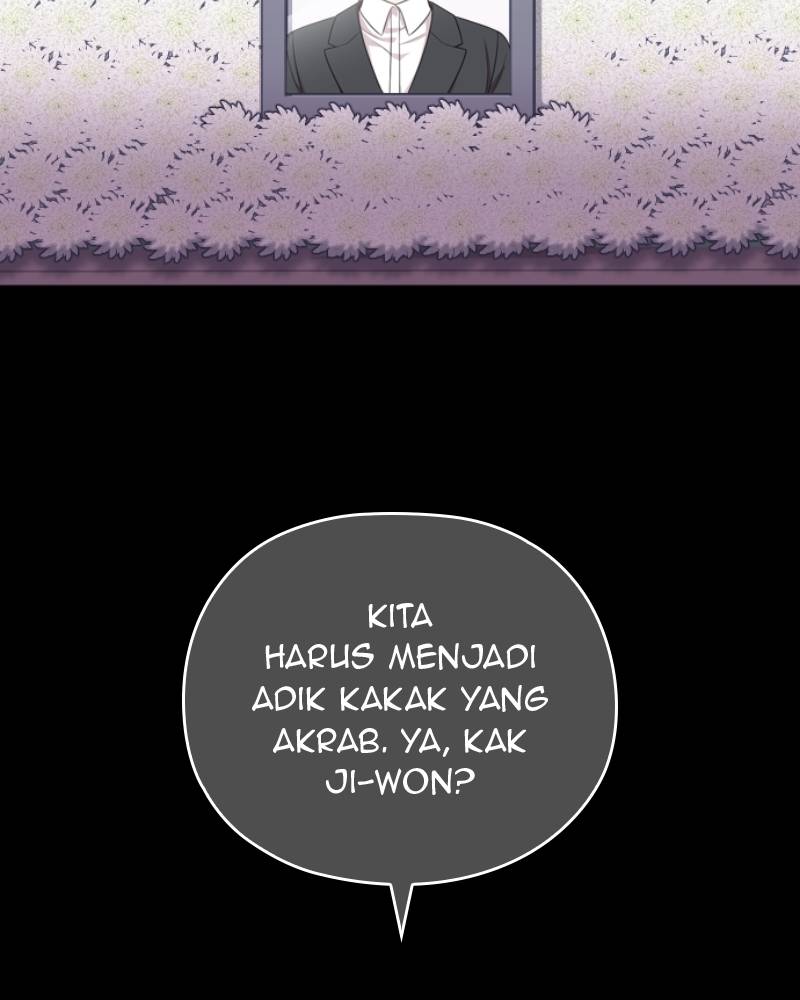 KITA
HARUS MENJADI
ADIK KAKAK YANG
AKRAB. YA, KAK
JI-WON?